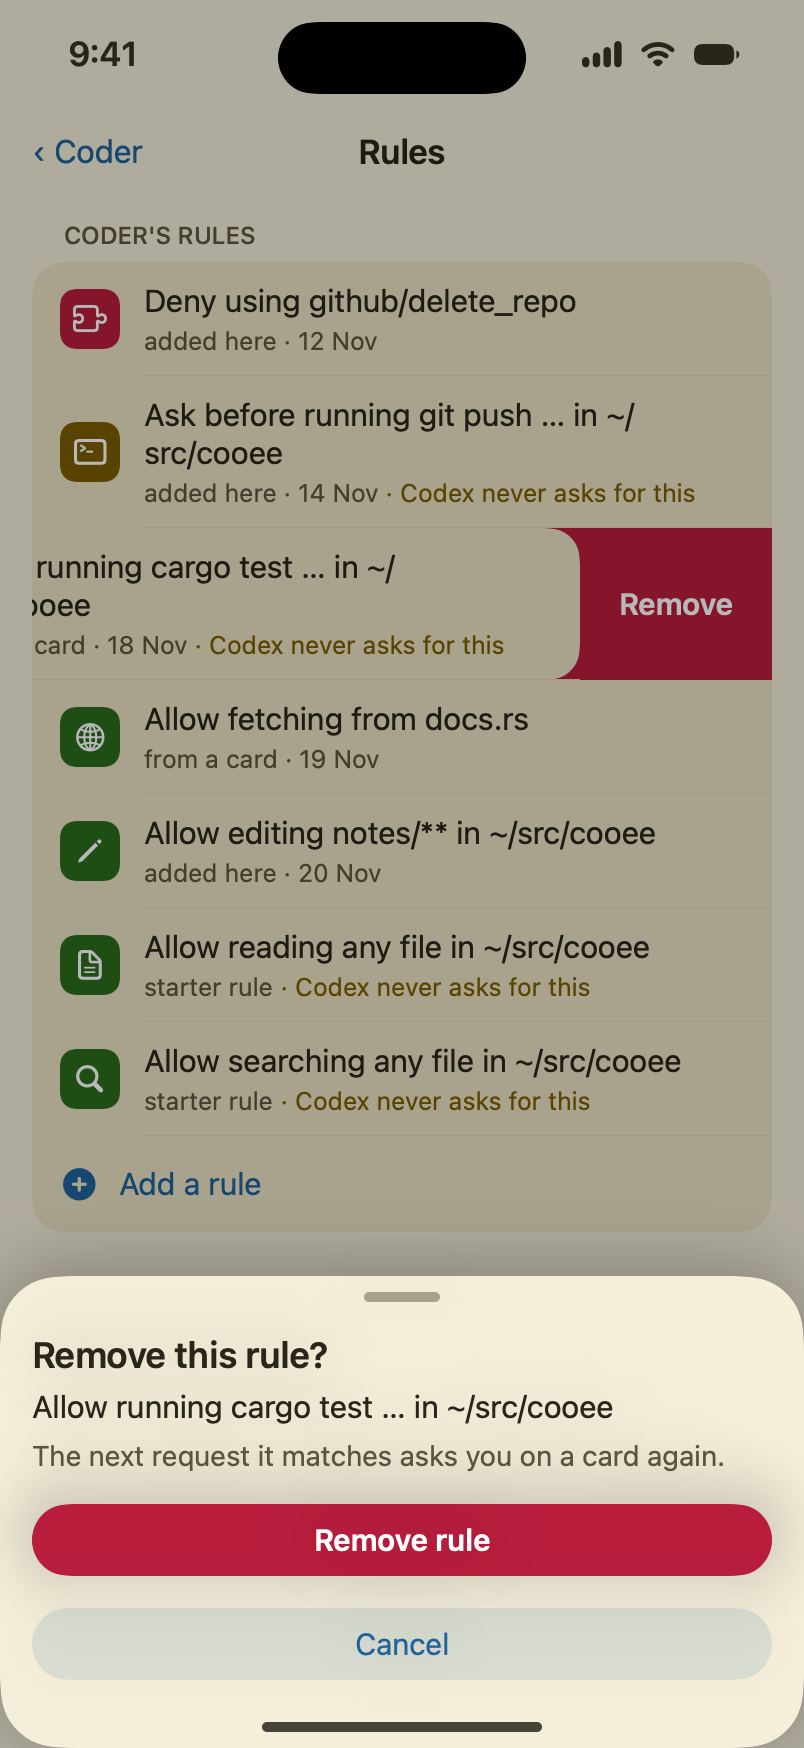 9:41
‹ Coder
Rules
CODER'S RULES
Deny using github/delete_repo
added here · 12 Nov
Ask before running git push ... in ~/
src/cooee
added here · 14 Nov · Codex never asks for this
running cargo test ... in ~/
ooee
card · 18 Nov · Codex never asks for this
Remove
Allow fetching from docs.rs
from a card · 19 Nov
Allow editing notes/** in ~/src/cooee
added here · 20 Nov
Allow reading any file in ~/src/cooee
starter rule · Codex never asks for this
Allow searching any file in ~/src/cooee
starter rule · Codex never asks for this
Add a rule
Remove this rule?
Allow running cargo test ... in ~/src/cooee
The next request it matches asks you on a card again.
Remove rule
Cancel